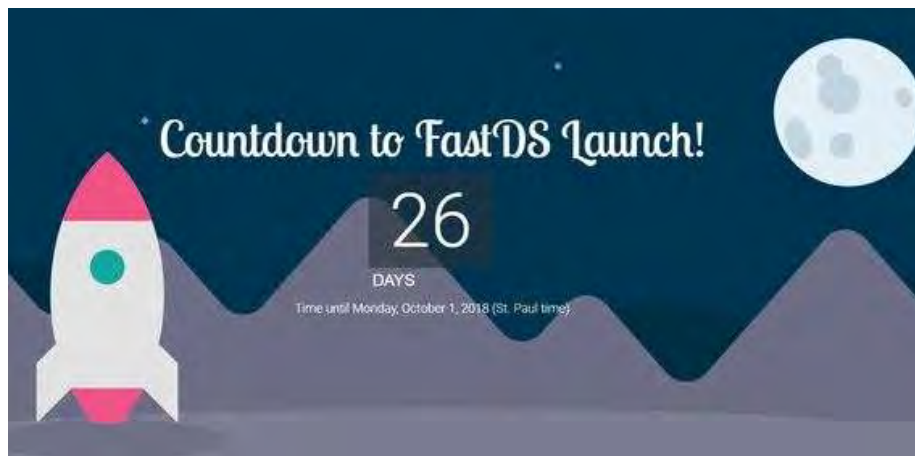 Countdown to FastDS Launch!
26
DAYS
Time until Monday, October 1, 2018 (St. Paul time)